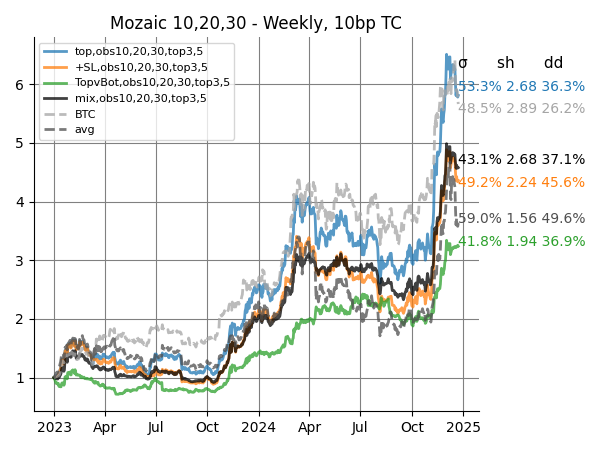 Mozaic 10,20,30 - Weekly, 10bp TC
top,obs10,20,30,top3,5
+SL,obs10,20,30,top3,5
TopvBot,obs10,20,30,top3,5
mix,obs10,20,30,top3,5
BTC
avg
σ sh dd
53.3% 2.68 36.3%
48.5% 2.89 26.2%
43.1% 2.68 37.1%
49.2% 2.24 45.6%
59.0% 1.56 49.6%
41.8% 1.94 36.9%
6
5
4
3
2
1
2023 Apr Jul Oct 2024 Apr Jul Oct 2025